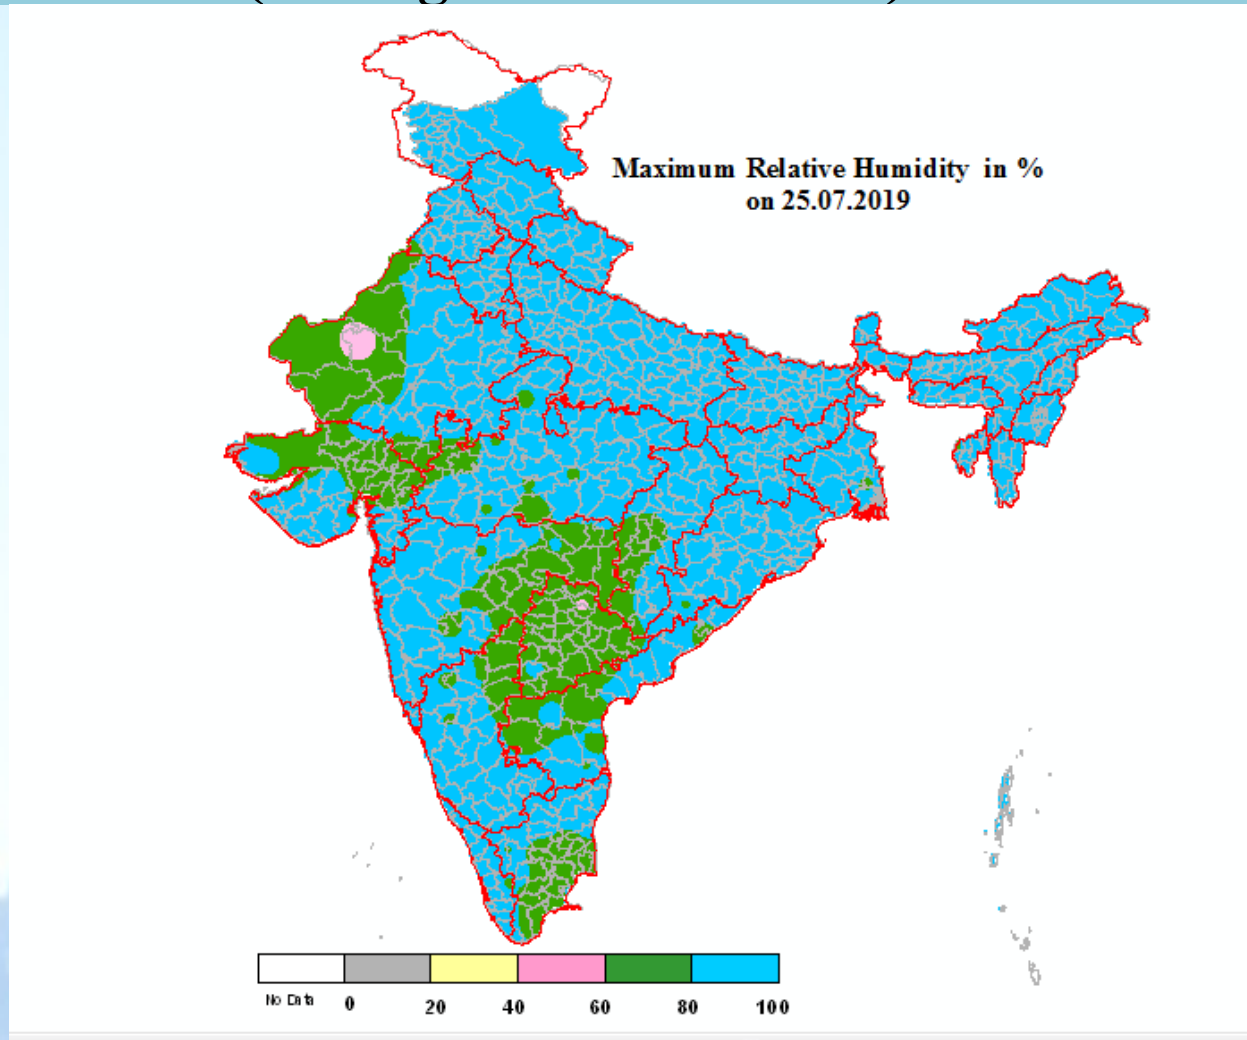 Maximum Relative Humidity in %
on 25.07.2019
No Data 0 20 40 60 80 100